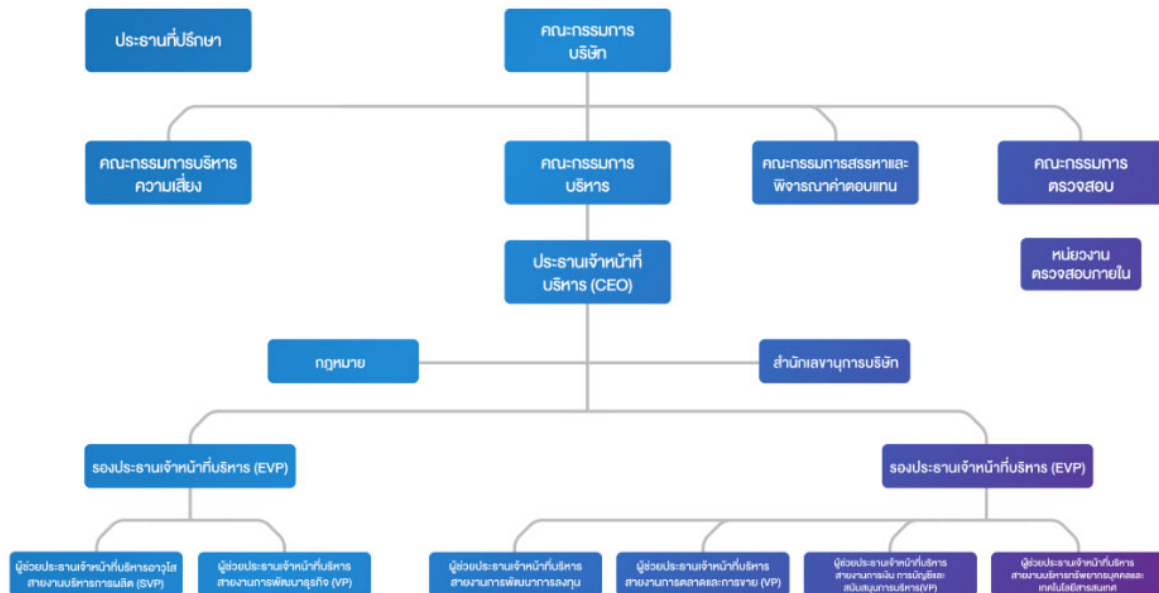 ประธานที่ปรึกษา
คณะกรรมการ
บริษัท
คณะกรรมการบริหาร
ความเสี่ยง
คณะกรรมการ
บริหาร
คณะกรรมการสรรหาและ
พิจารณาค่าตอบแทน
คณะกรรมการ
ตรวจสอบ
ประธานเจ้าหน้าที่
บริหาร (CEO)
หน่วยงาน
ตรวจสอบภายใน
กฎหมาย
สำนักเลขานุการบริษัท
รองประธานเจ้าหน้าที่บริหาร (EVP)
รองประธานเจ้าหน้าที่บริหาร (EVP)
ผู้ช่วยประธานเจ้าหน้าที่บริหารอาวุโส
สายงานบริหารการผลิต (SVP)
ผู้ช่วยประธานเจ้าหน้าที่บริหาร
สายงานการพัฒนาธุรกิจ (VP)
ผู้ช่วยประธานเจ้าหน้าที่บริหาร
สายงานการพัฒนาการลงทุน
ผู้ช่วยประธานเจ้าหน้าที่บริหาร
สายงานการตลาดและการขาย (VP)
ผู้ช่วยประธานเจ้าหน้าที่บริหาร
สายงานการเงิน การบัญชีและ
สนับสนุนการบริหาร(VP)
ผู้ช่วยประธานเจ้าหน้าที่บริหาร
สายงานบริหารทรัพยากรบุคคลและ
เทคโนโลยีสารสนเทศ